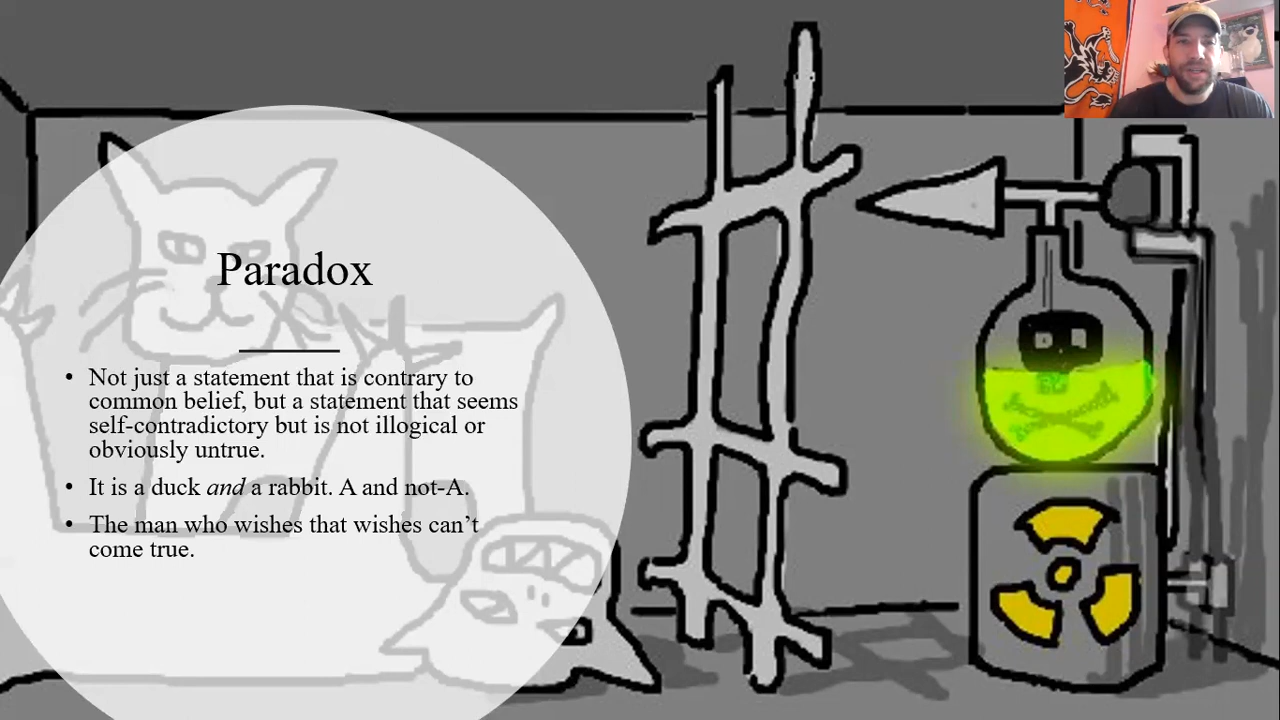 Paradox
• Not just a statement that is contrary to
common belief, but a statement that seems
self-contradictory but is not illogical or
obviously untrue.
• It is a duck and a rabbit. A and not-A.
• The man who wishes that wishes can’t
come true.